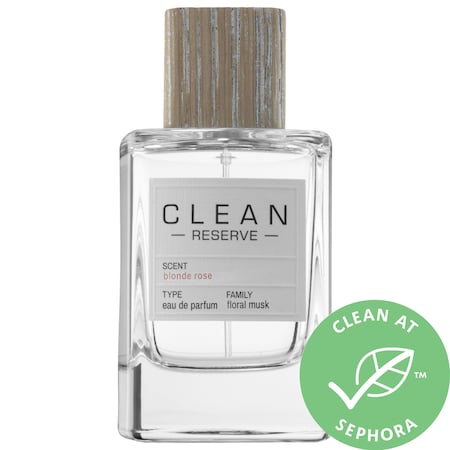 CLEAN
— RESERVE —
SCENT
blonde rose
TYPE FAMILY
eau de parfum floral musk
CLEAN AT
™
SEPHORA